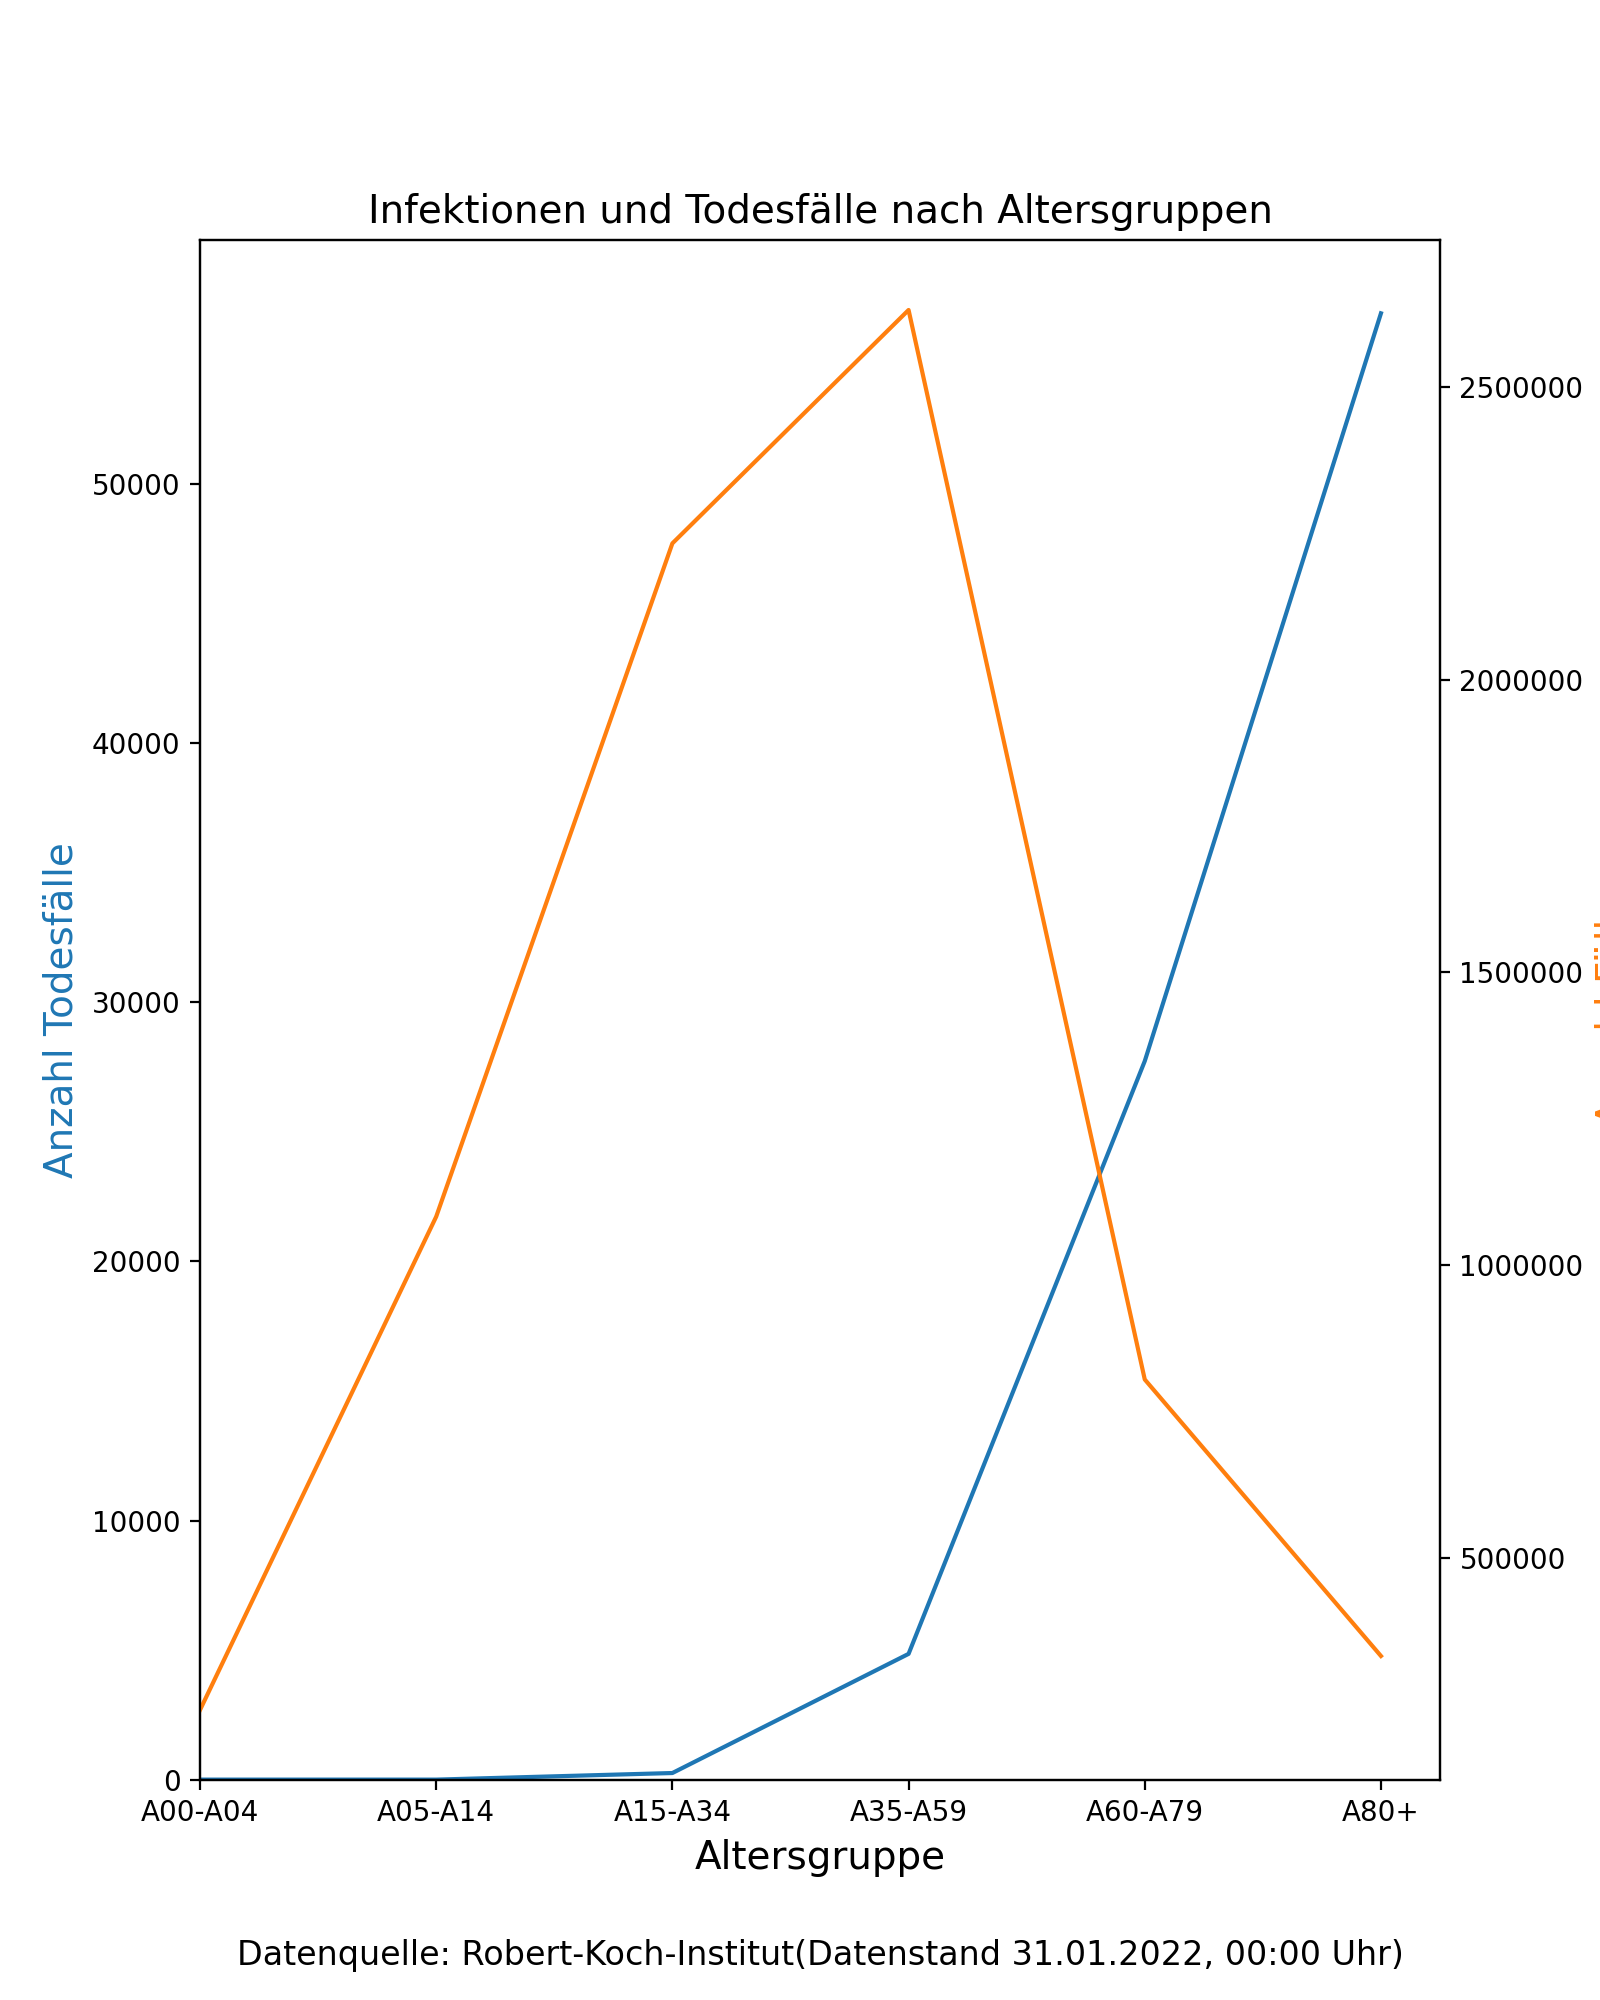 Infektionen und Todesfälle nach Altersgruppen
50000
40000
30000
20000
10000
0
Anzahl Todesfälle
2500000
2000000
1500000
1000000
500000
A00-A04 A05-A14 A15-A34 A35-A59 A60-A79 A80+
Altersgruppe
Datenquelle: Robert-Koch-Institut(Datenstand 31.01.2022, 00:00 Uhr)